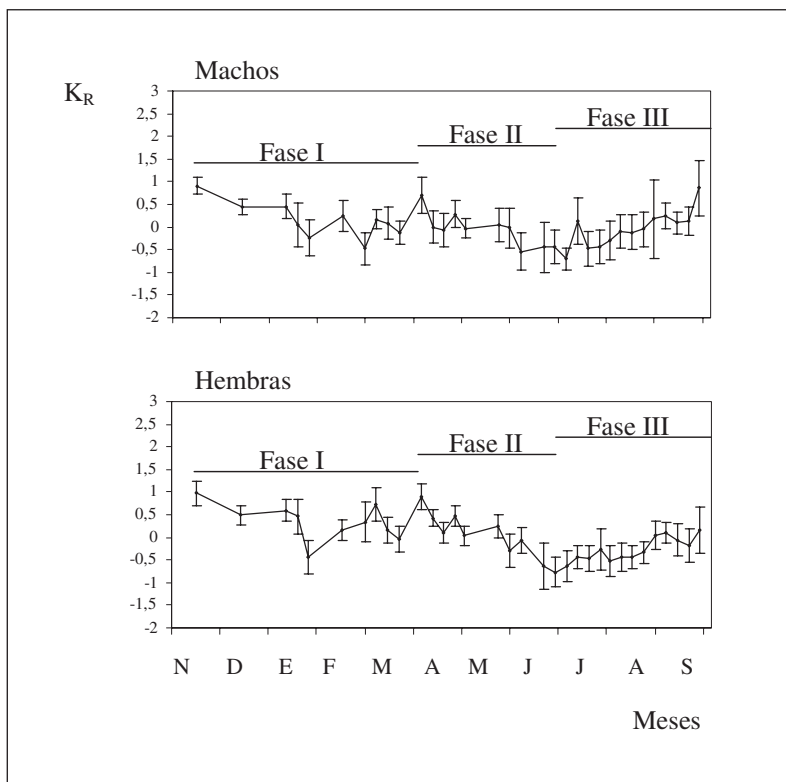 Machos
K_R
3
2,5
2
1,5
1
0,5
0
-0,5
-1
-1,5
-2
Fase I
Fase II
Fase III
Hembras
3
2,5
2
1,5
1
0,5
0
-0,5
-1
-1,5
-2
Fase I
Fase II
Fase III
N D E F M A M J J A S
Meses